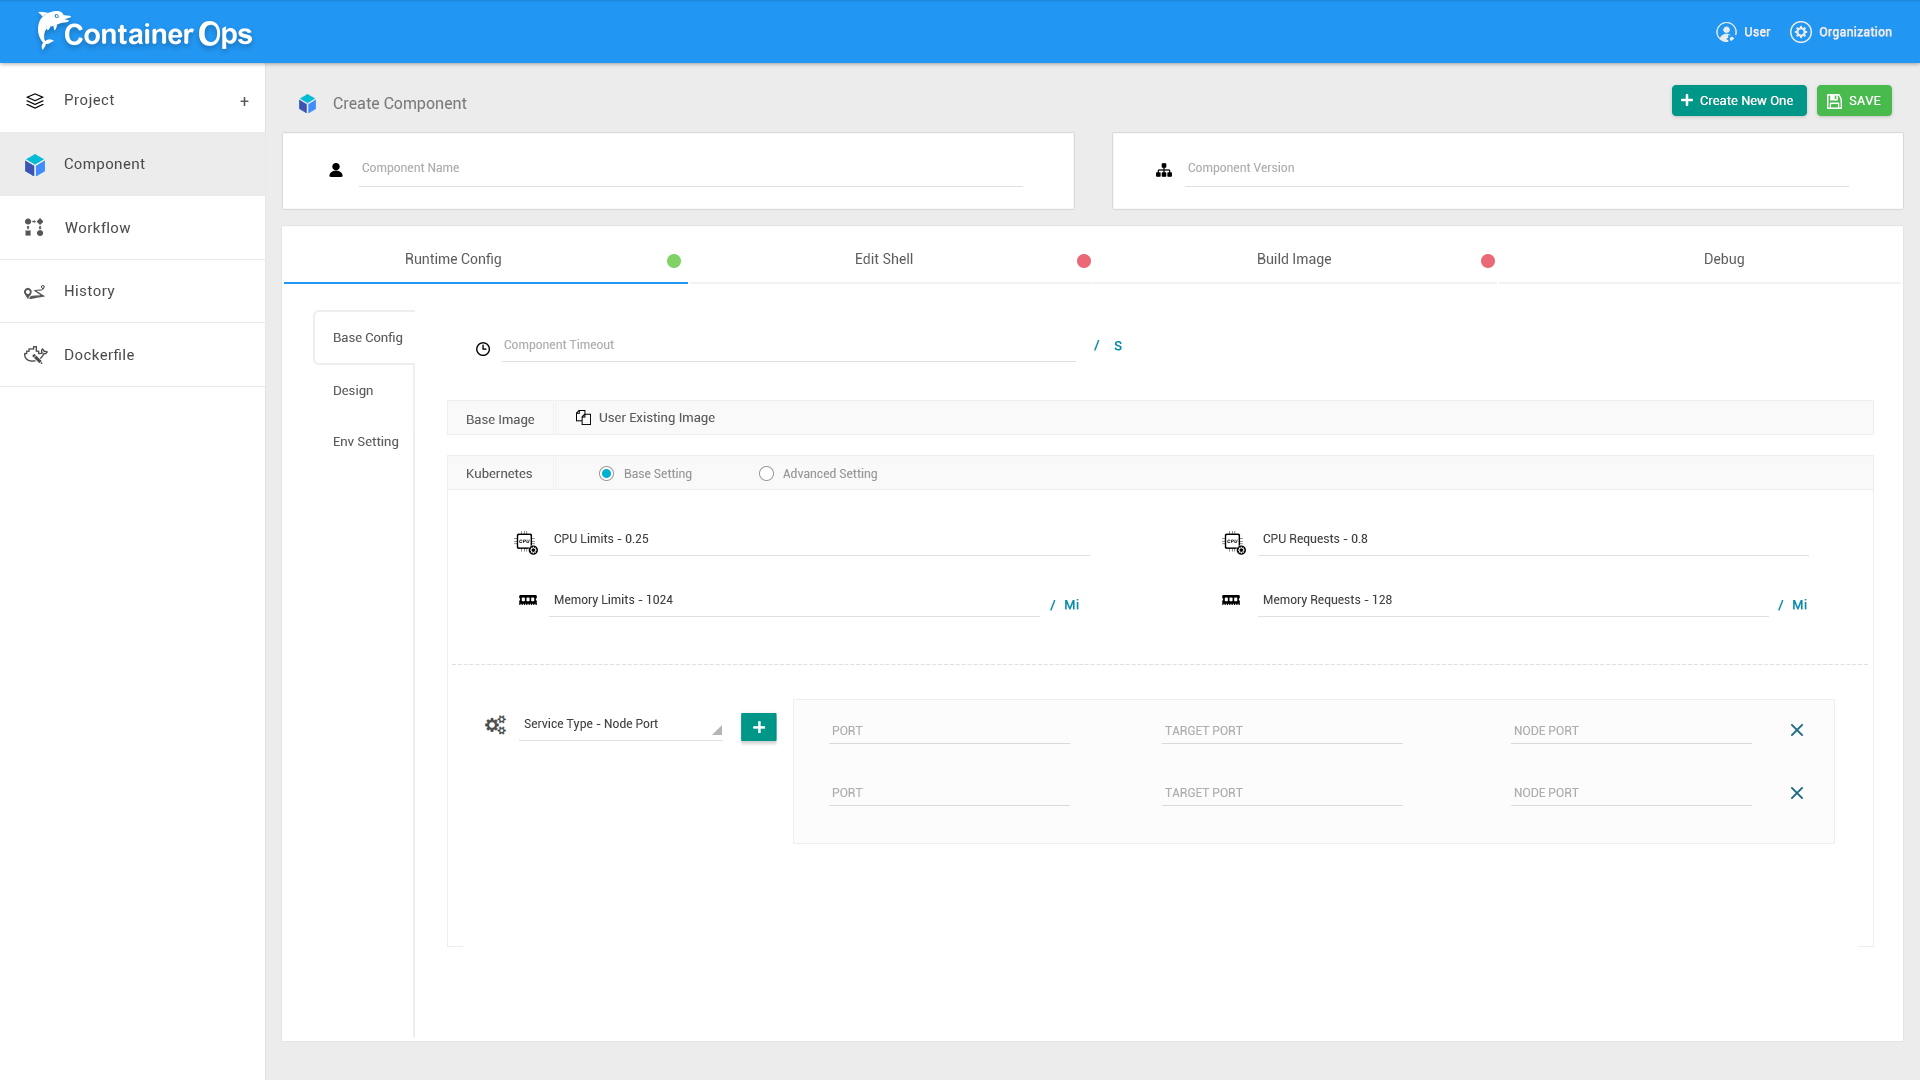 Container Ops
User
Organization
Project +
Component
Workflow
History
Dockerfile
Create Component
+ Create New One
SAVE
Component Name
Component Version
Runtime Config
Edit Shell
Build Image
Debug
Base Config
Design
Env Setting
Component Timeout
/ S
Base Image
User Existing Image
Kubernetes
Base Setting
Advanced Setting
CPU
CPU Limits - 0.25
CPU
CPU Requests - 0.8
Memory Limits - 1024
/ Mi
Memory Requests - 128
/ Mi
Service Type - Node Port
+
PORT
TARGET PORT
NODE PORT
PORT
TARGET PORT
NODE PORT